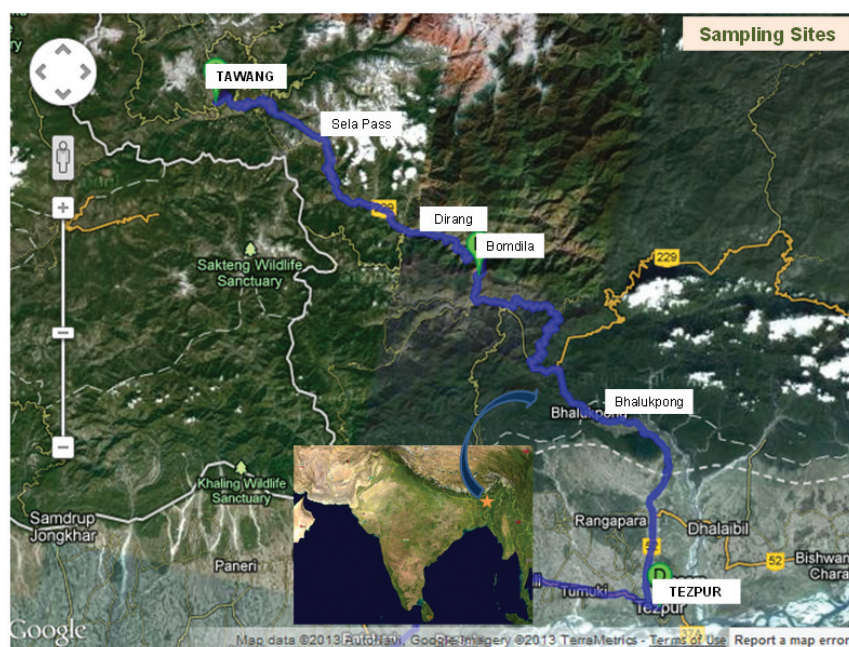 Sampling Sites
TAWANG
Sela Pass
Dirang
Bomdila
229
Sakteng Wildlife
Sanctuary
Bhalukpong
Bhalukpong
Khaling Wildlife
Sanctuary
Samdrup
Jongkhar
Rangapara
Dhalaibil
Paneri
52
Bishwan
Chara
Tumuki
TEZPUR
Tezpur
37A
Google
Map data ©2013 AutoNavi, Google Imagery ©2013 TerraMetrics - Terms of Use
Report a map error